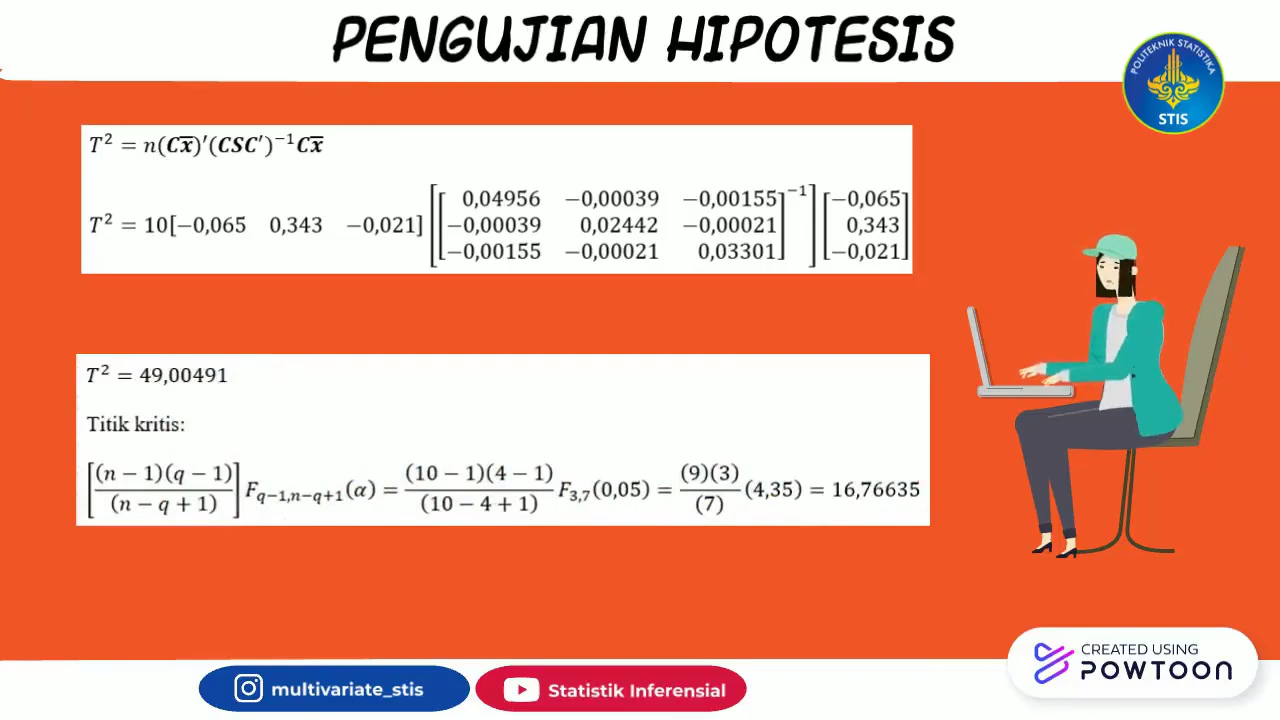 PENGUJIAN HIPOTESIS
POLITEKNIK STATISTIKA
STIS
T² = n(Cx̅)′(CSC′)⁻¹Cx̅
T² = 10[−0,065 0,343 −0,021] [[0,04956 −0,00039 −0,00155
−0,00039 0,02442 −0,00021
−0,00155 −0,00021 0,03301]⁻¹] [−0,065
0,343
−0,021]
T² = 49,00491
Titik kritis:
[(n − 1)(q − 1)/(n − q + 1)] F_{q−1,n−q+1}(α) = (10 − 1)(4 − 1)/(10 − 4 + 1) F_{3,7}(0,05) = (9)(3)/(7) (4,35) = 16,76635
multivariate_stis
Statistik Inferensial
CREATED USING
POWTOON